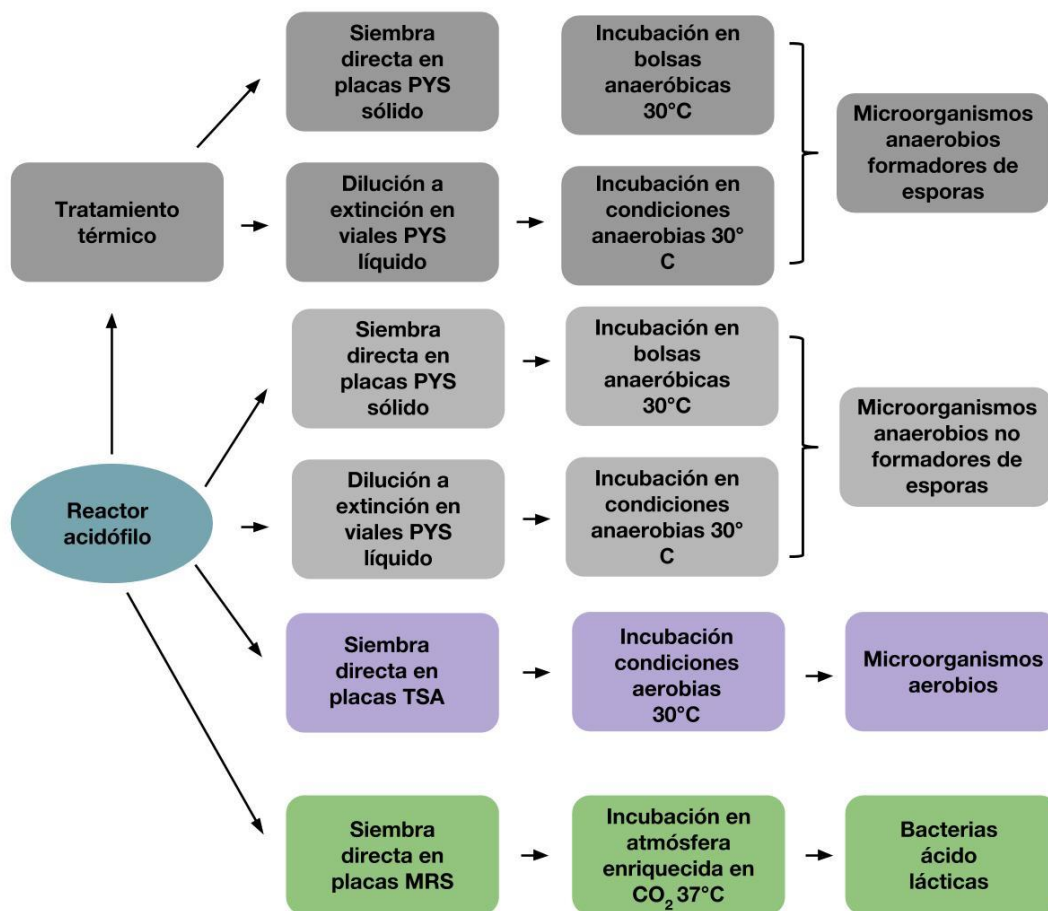 Siembra
directa en
placas PYS
sólido
Incubación en
bolsas
anaeróbicas
30°C
Microorganismos
anaerobios
formadores de
esporas
Tratamiento
térmico
Dilución a
extinción en
viales PYS
líquido
Incubación en
condiciones
anaerobias 30°
C
Siembra
directa en
placas PYS
sólido
Incubación en
bolsas
anaeróbicas
30°C
Microorganismos
anaerobios no
formadores de
esporas
Reactor
acidófilo
Dilución a
extinción en
viales PYS
líquido
Incubación en
condiciones
anaerobias 30°
C
Siembra
directa en
placas TSA
Incubación
condiciones
aerobias
30°C
Microorganismos
aerobios
Siembra
directa en
placas MRS
Incubación en
atmósfera
enriquecida en
CO₂ 37°C
Bacterias
ácido
lácticas